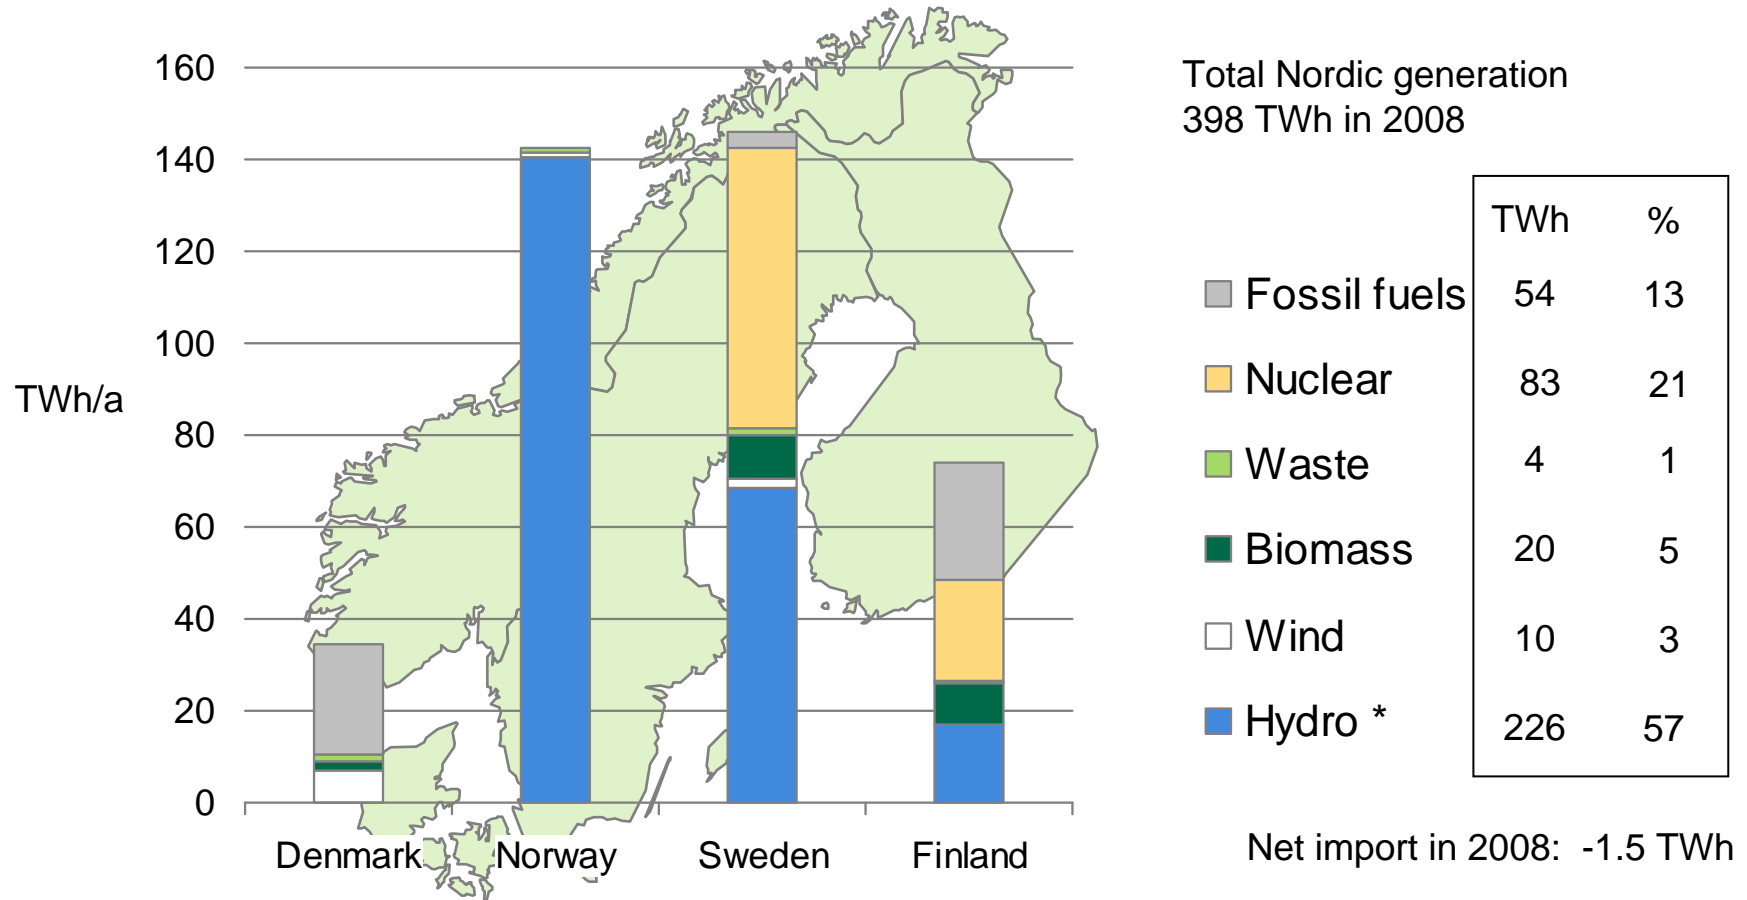 Total Nordic generation
398 TWh in 2008
TWh/a
160
140
120
100
80
60
40
20
0
Denmark Norway Sweden Finland
TWh %
Fossil fuels 54 13
Nuclear 83 21
Waste 4 1
Biomass 20 5
Wind 10 3
Hydro * 226 57
Net import in 2008: -1.5 TWh